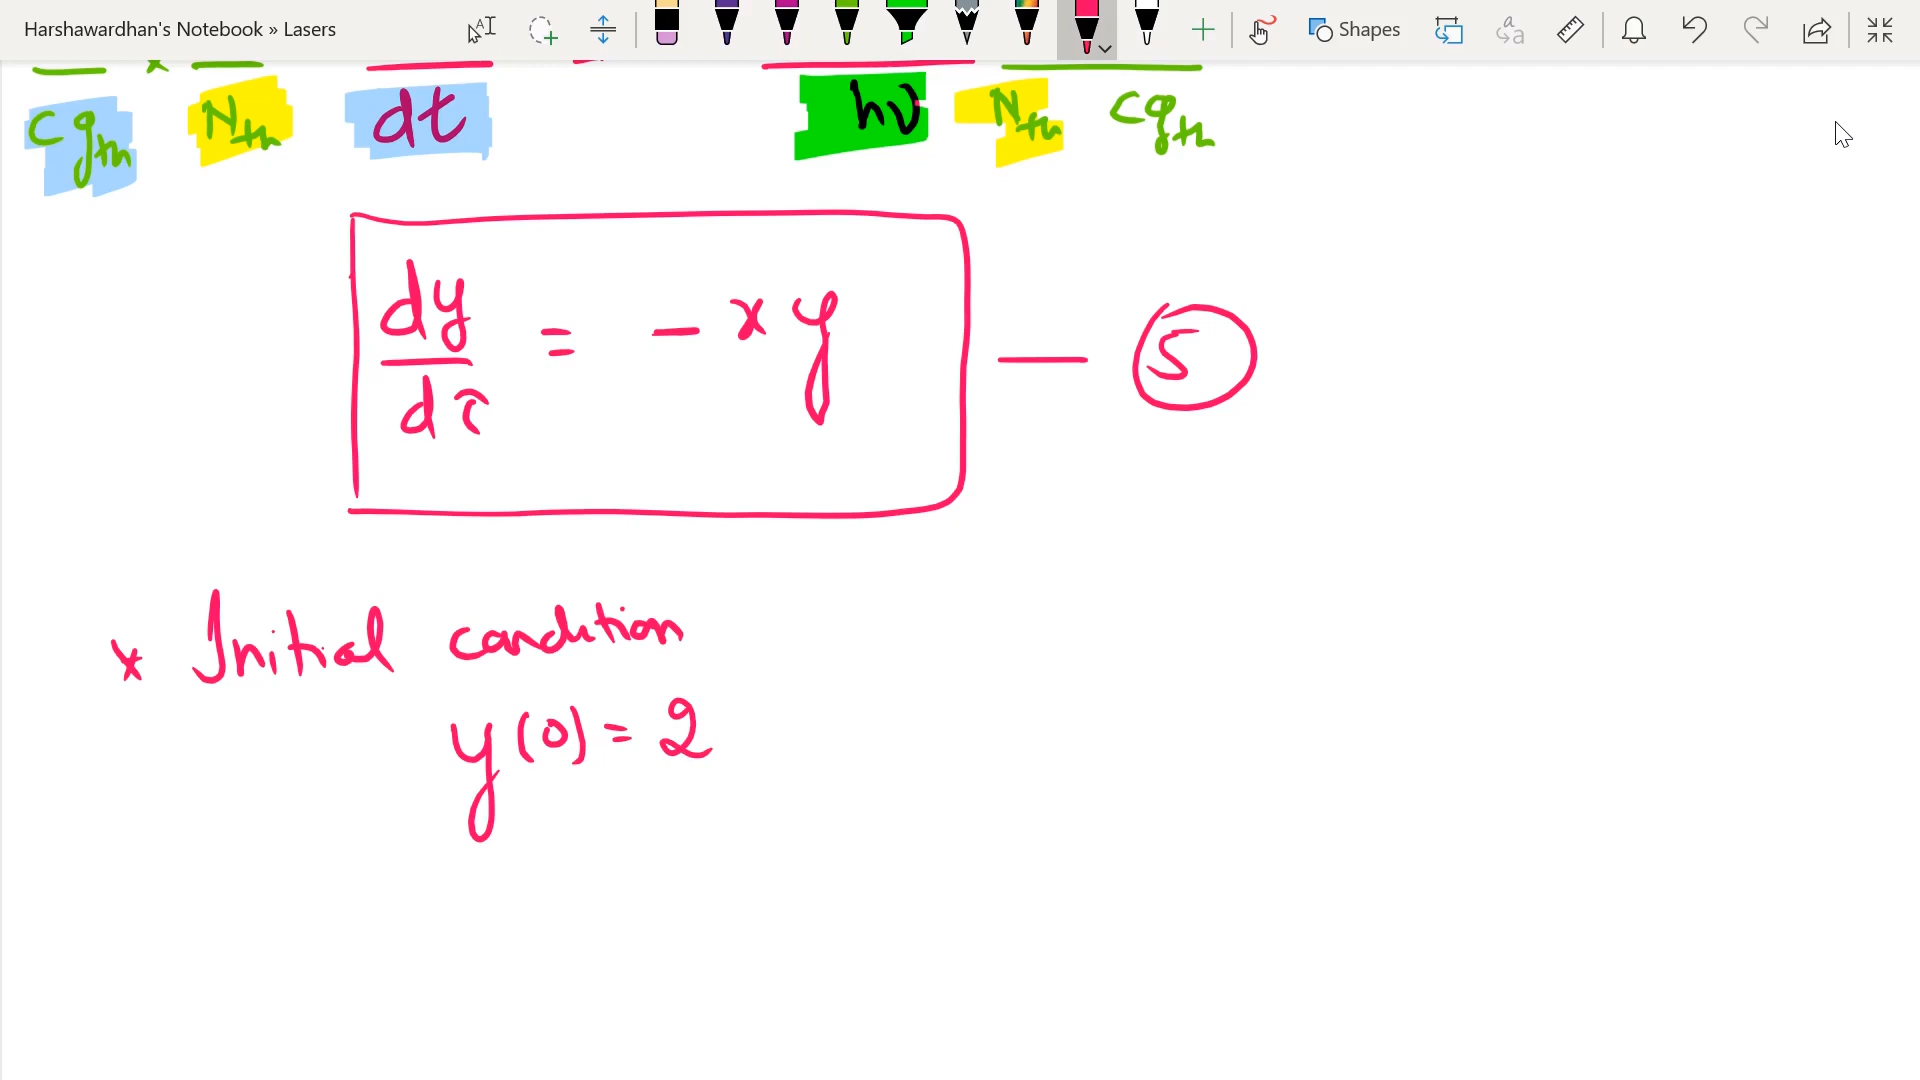 Harshawardhan's Notebook » Lasers
Shapes
c g_th N_th dt hν N_th c g_th
dy/dτ = - x y — 5
* Initial condition
y(0) = 2